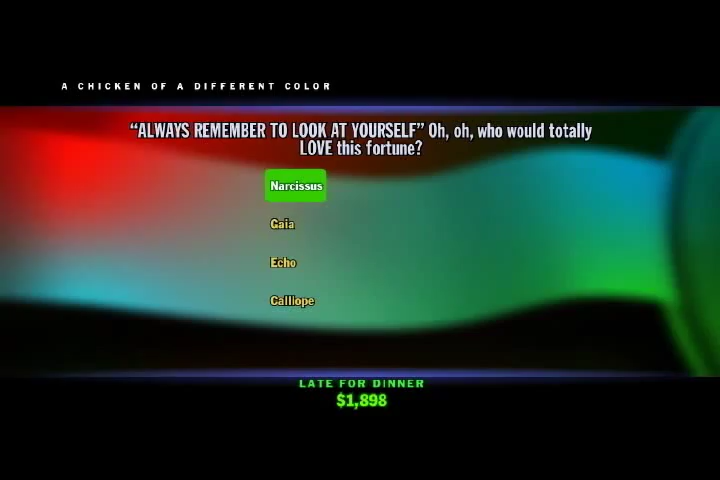 A CHICKEN OF A DIFFERENT COLOR
“ALWAYS REMEMBER TO LOOK AT YOURSELF” Oh, oh, who would totally
LOVE this fortune?
Narcissus
Gaia
Echo
Calliope
LATE FOR DINNER
$1,898